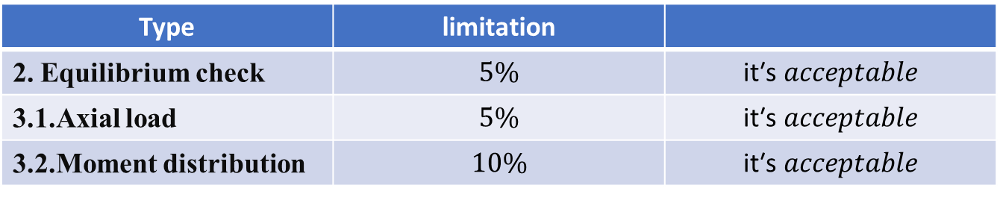 Type limitation
2. Equilibrium check 5% it's acceptable
3.1.Axial load 5% it's acceptable
3.2.Moment distribution 10% it's acceptable